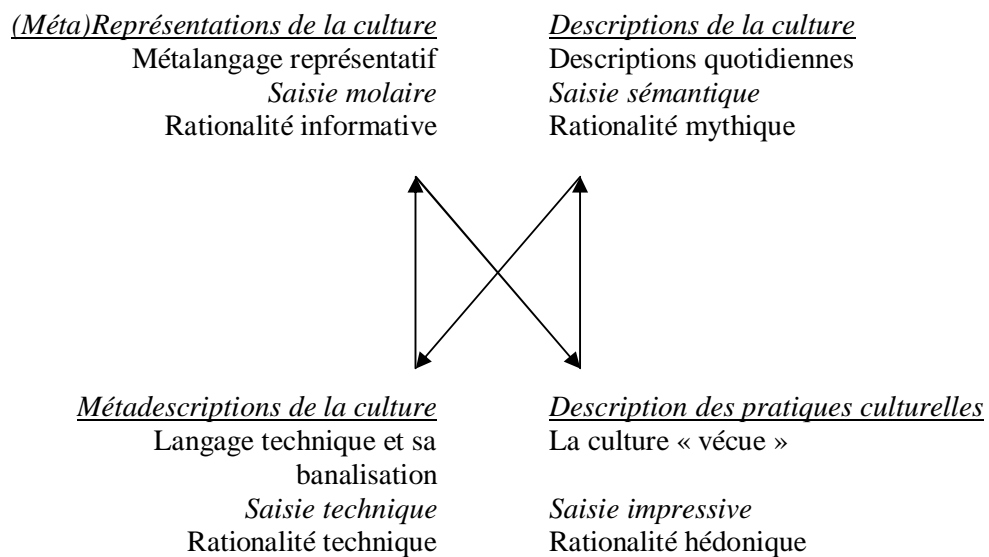 (Méta)Représentations de la culture
Métalangage représentatif
Saisie molaire
Rationalité informative
Descriptions de la culture
Descriptions quotidiennes
Saisie sémantique
Rationalité mythique
Métadescriptions de la culture
Langage technique et sa
banalisation
Saisie technique
Rationalité technique
Description des pratiques culturelles
La culture « vécue »
Saisie impressive
Rationalité hédonique